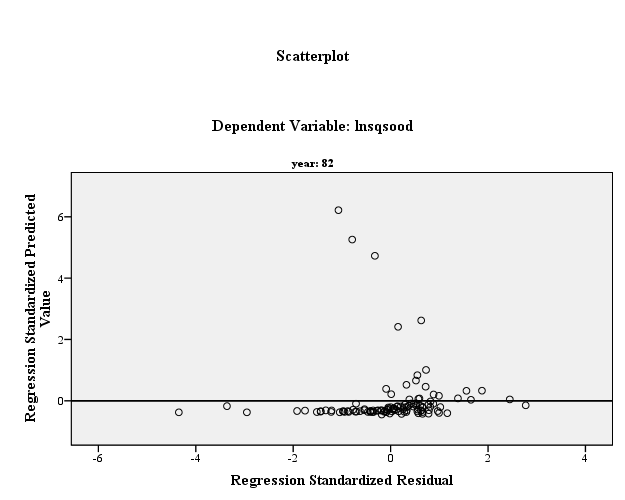 Scatterplot
Dependent Variable: lnsqsood
year: 82
Regression Standardized Predicted
Value
6
4
2
0
-6
-4
-2
0
2
4
Regression Standardized Residual